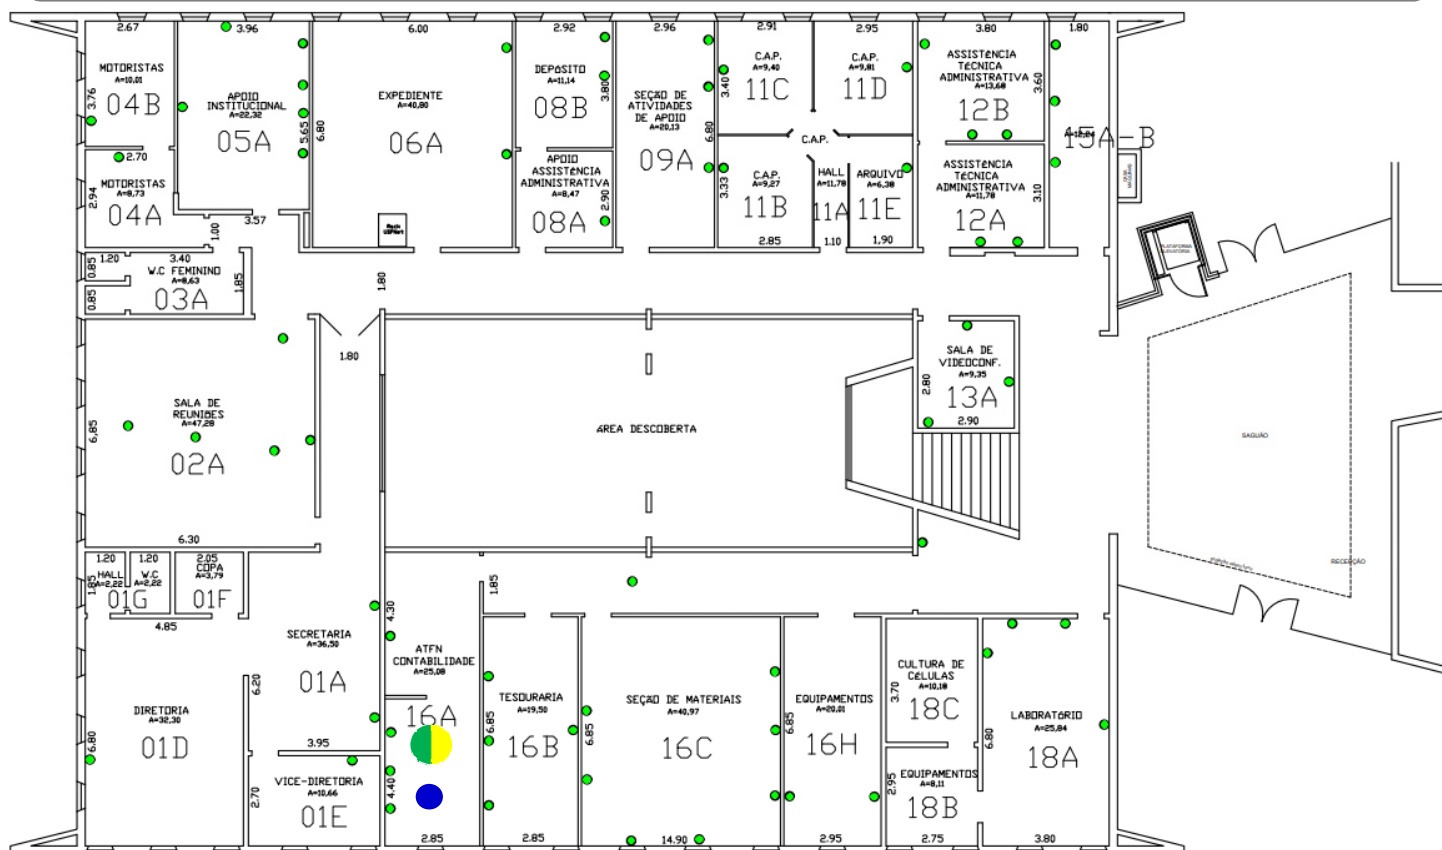 2.67
3.96
6.00
2.92
2.96
2.91
2.95
3.80
1.80
MOTORISTAS
A=10,01
04B
3.76
APOIO
INSTITUCIONAL
A=22,32
05A
5.65
EXPEDIENTE
A=40,80
06A
6.80
DEPÓSITO
A=11,14
08B
3.80
SEÇÃO DE
ATIVIDADES
DE APOIO
A=20,13
09A
6.80
C.A.P.
A=9,40
11C
3.40
C.A.P.
A=9,81
11D
ASSISTÊNCIA
TÉCNICA
ADMINISTRATIVA
A=13,68
12B
3.60
15A-B
2.70
MOTORISTAS
A=8,73
04A
2.94
3.57
1.00
APOIO
ASSISTÊNCIA
ADMINISTRATIVA
A=8,47
08A
2.90
C.A.P.
C.A.P.
A=9,27
11B
3.33
2.85
HALL
A=11,78
11A
1.10
ARQUIVO
A=6,38
11E
1,90
ASSISTÊNCIA
TÉCNICA
ADMINISTRATIVA
A=11,78
12A
3.10
CASA
MÁQUINAS
PLATAFORMA
ELEVATÓRIA
Rack
USPNet
1.20
3.40
0.85
0.85
W.C FEMININO
A=8,63
03A
1.85
1.80
1.80
SALA DE
REUNIÕES
A=47,28
02A
6,85
6.30
ÁREA DESCOBERTA
SALA DE
VIDEOCONF.
A=9,35
13A
2.80
2.90
SAGUÃO
RECEPÇÃO
1.20
1.20
2.05
1.85
HALL
A=2,22
01G
W.C
A=2,22
COPA
A=3,79
01F
4.85
SECRETARIA
A=36,50
01A
6.20
3.95
4.30
ATFN
CONTABILIDADE
A=25,08
16A
4.40
2.85
1.85
DIRETORIA
A=32,30
01D
6.80
VICE-DIRETORIA
A=10,66
01E
2.70
TESOURARIA
A=19,50
16B
6.85
2.85
SEÇÃO DE MATERIAIS
A=40,97
16C
6.85
14.90
EQUIPAMENTOS
A=20,01
16H
6.85
2.95
CULTURA DE
CÉLULAS
A=10,18
18C
3.70
EQUIPAMENTOS
A=8,11
18B
2.95
2.75
LABORATÓRIO
A=25,84
18A
6.80
3.80